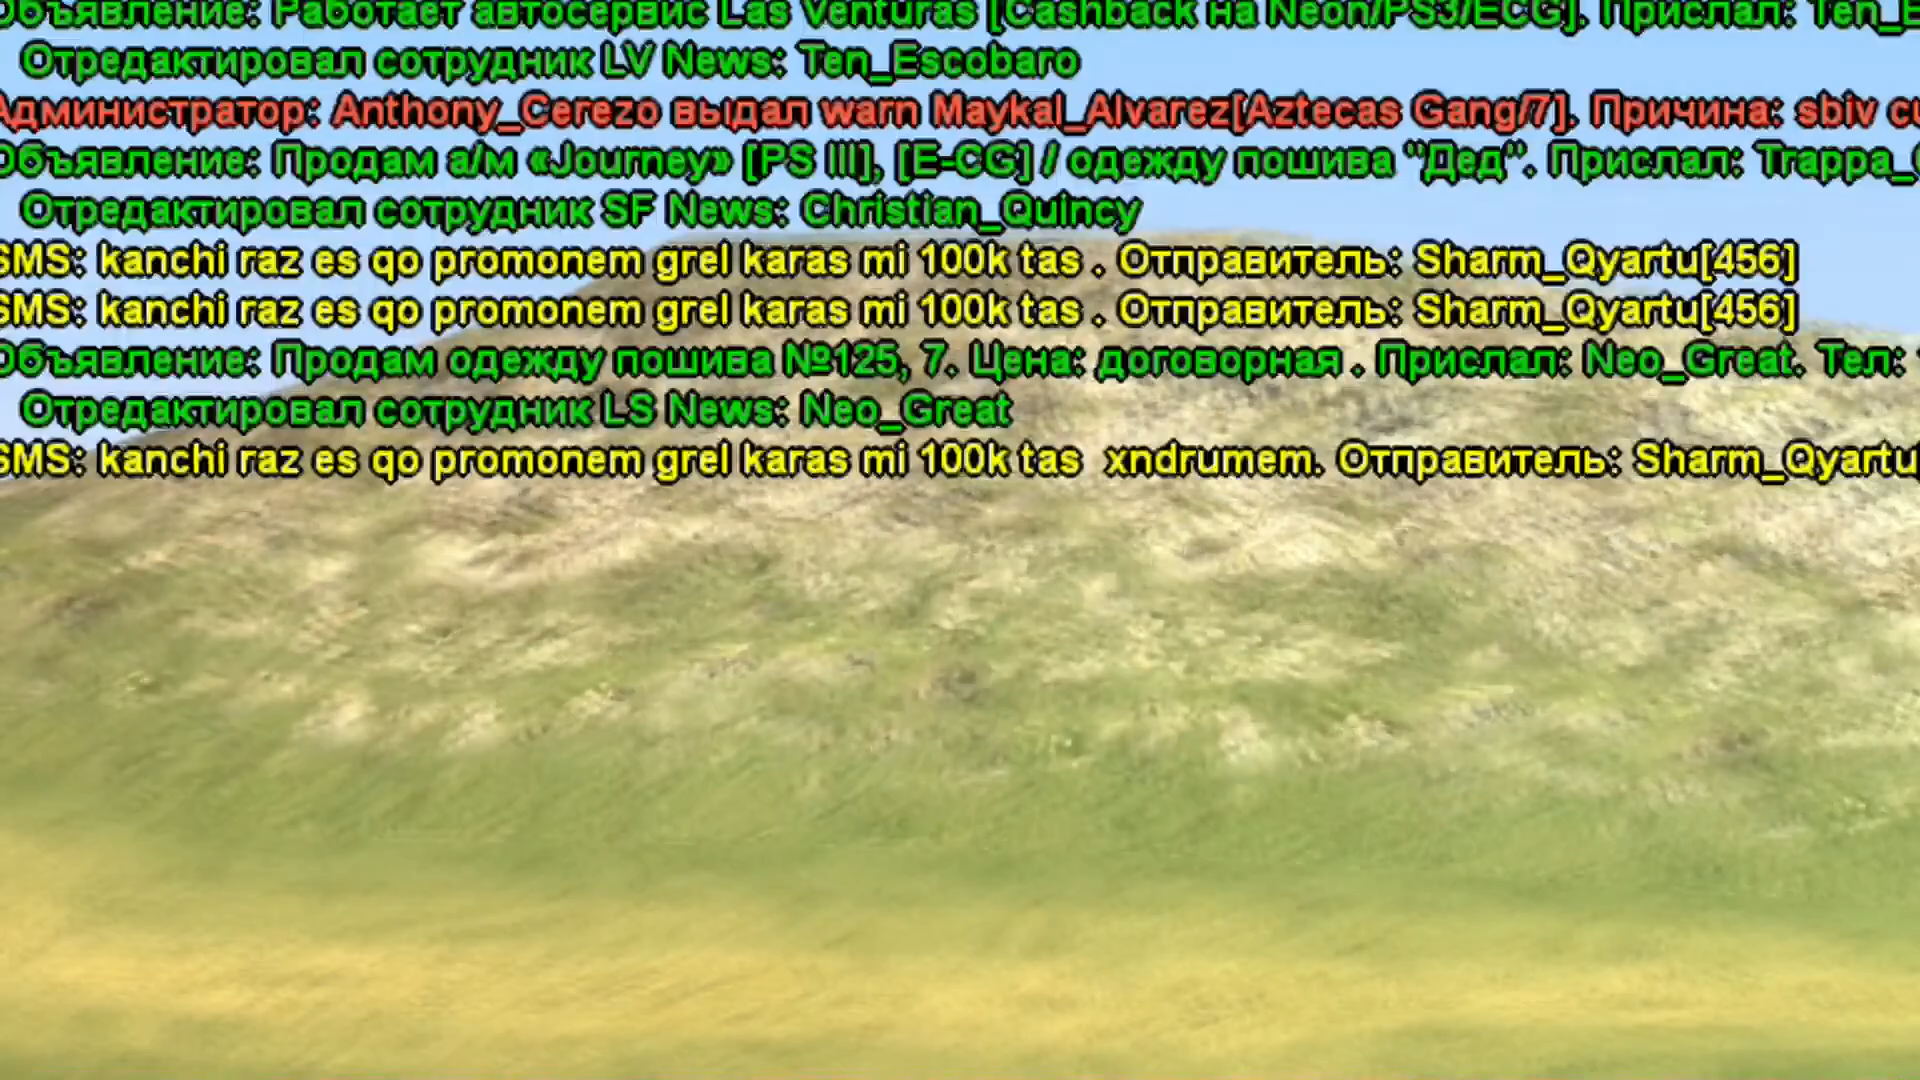 Объявление: Работает автосервис Las Venturas [Cashback на Neon/PS3/ECG]. Прислал: Ten_
Отредактировал сотрудник LV News: Ten_Escobaro
Администратор: Anthony_Cerezo выдал warn Maykal_Alvarez[Aztecas Gang/7]. Причина: sbiv
Объявление: Продам а/м «Journey» [PS III], [E-CG] / одежду пошива "Дед". Прислал: Trappa_
Отредактировал сотрудник SF News: Christian_Quincy
SMS: kanchi raz es qo promonem grel karas mi 100k tas . Отправитель: Sharm_Qyartu[456]
SMS: kanchi raz es qo promonem grel karas mi 100k tas . Отправитель: Sharm_Qyartu[456]
Объявление: Продам одежду пошива №125, 7. Цена: договорная . Прислал: Neo_Great. Тел:
Отредактировал сотрудник LS News: Neo_Great
SMS: kanchi raz es qo promonem grel karas mi 100k tas  xndrumem. Отправитель: Sharm_Qyartu